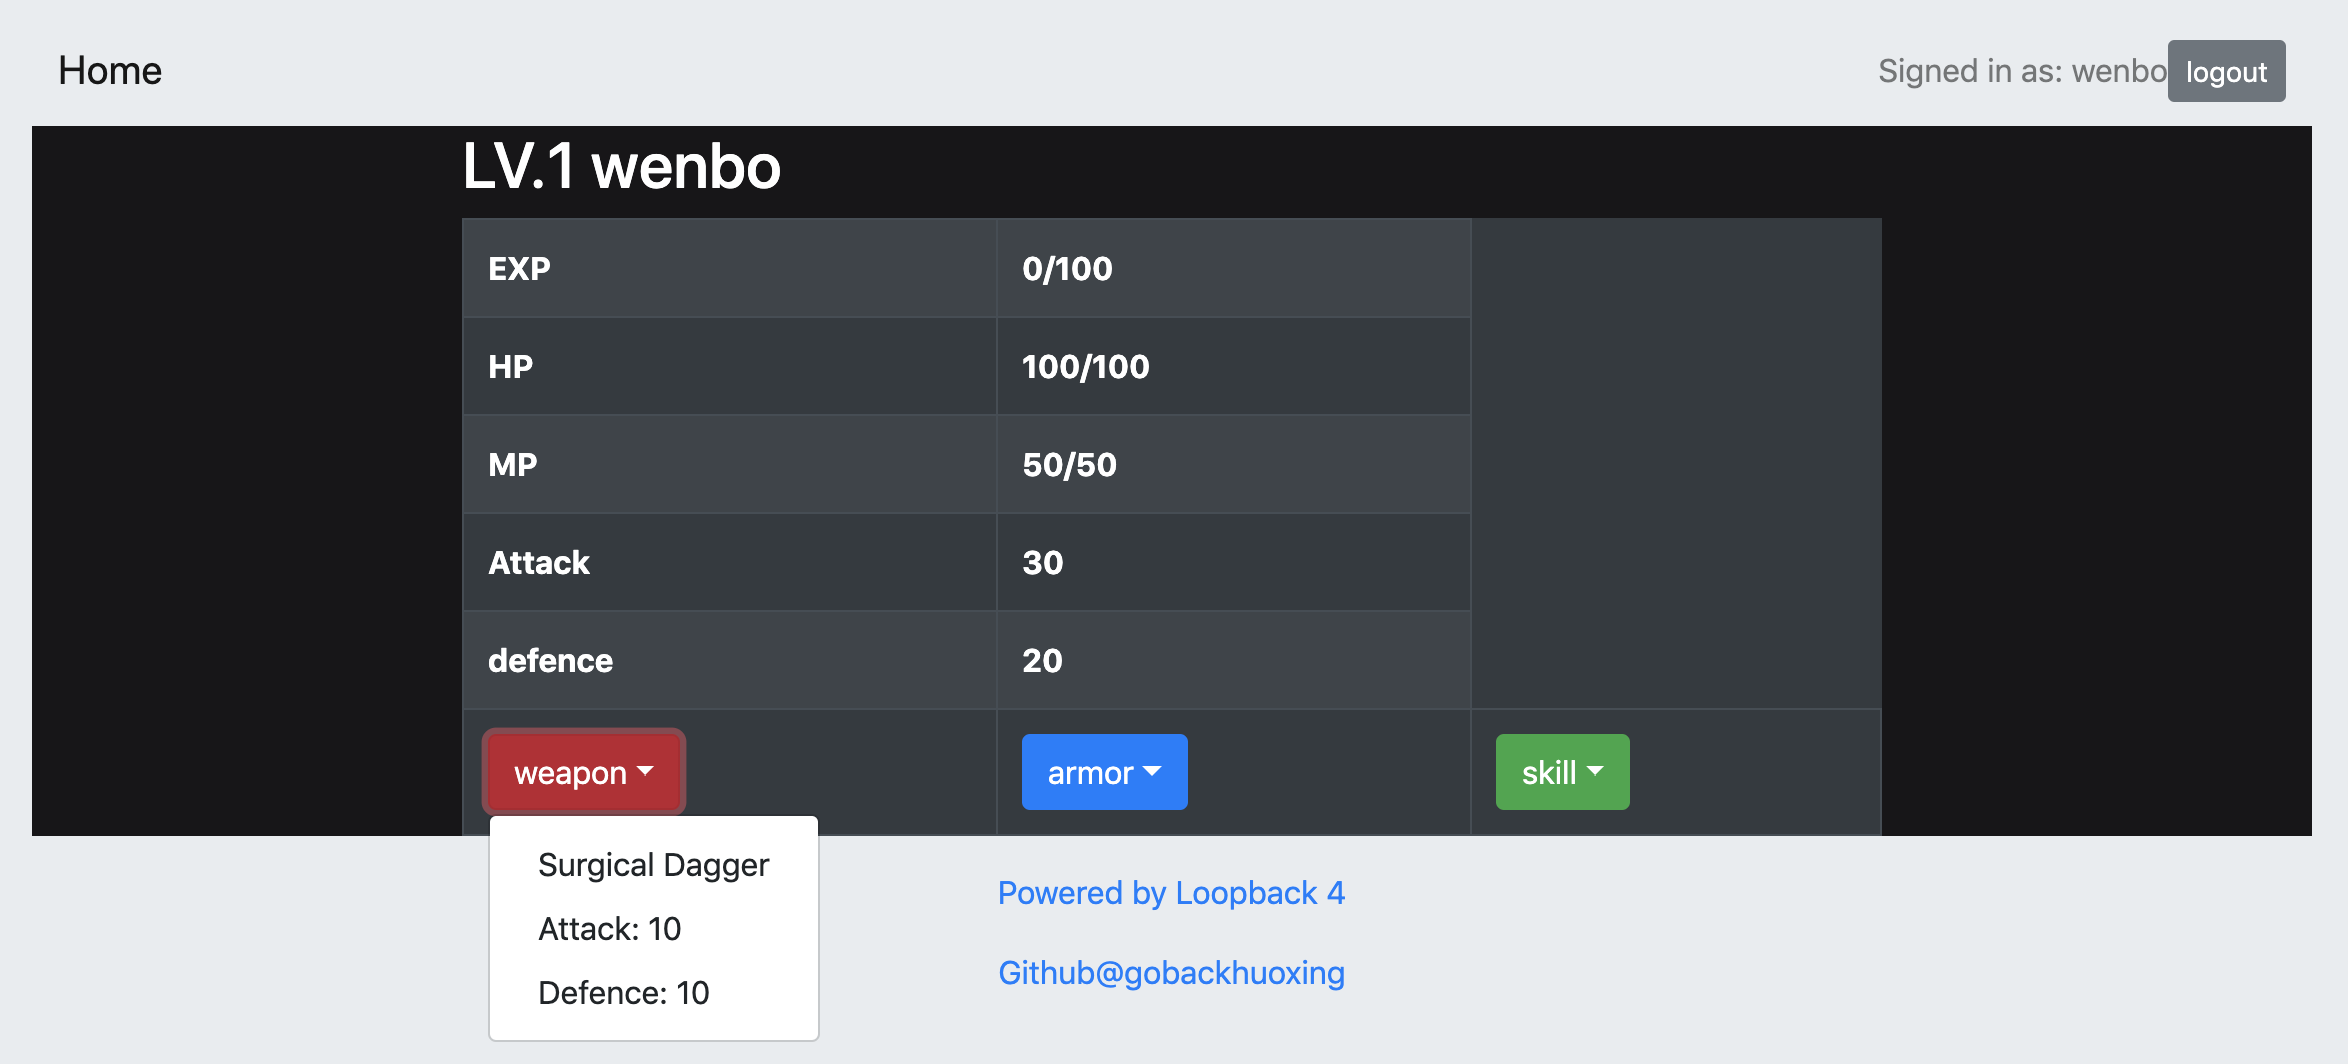 Home
Signed in as: wenbo logout
LV.1 wenbo
EXP 0/100
HP 100/100
MP 50/50
Attack 30
defence 20
weapon armor skill
Surgical Dagger
Attack: 10
Defence: 10
Powered by Loopback 4
Github@gobackhuoxing